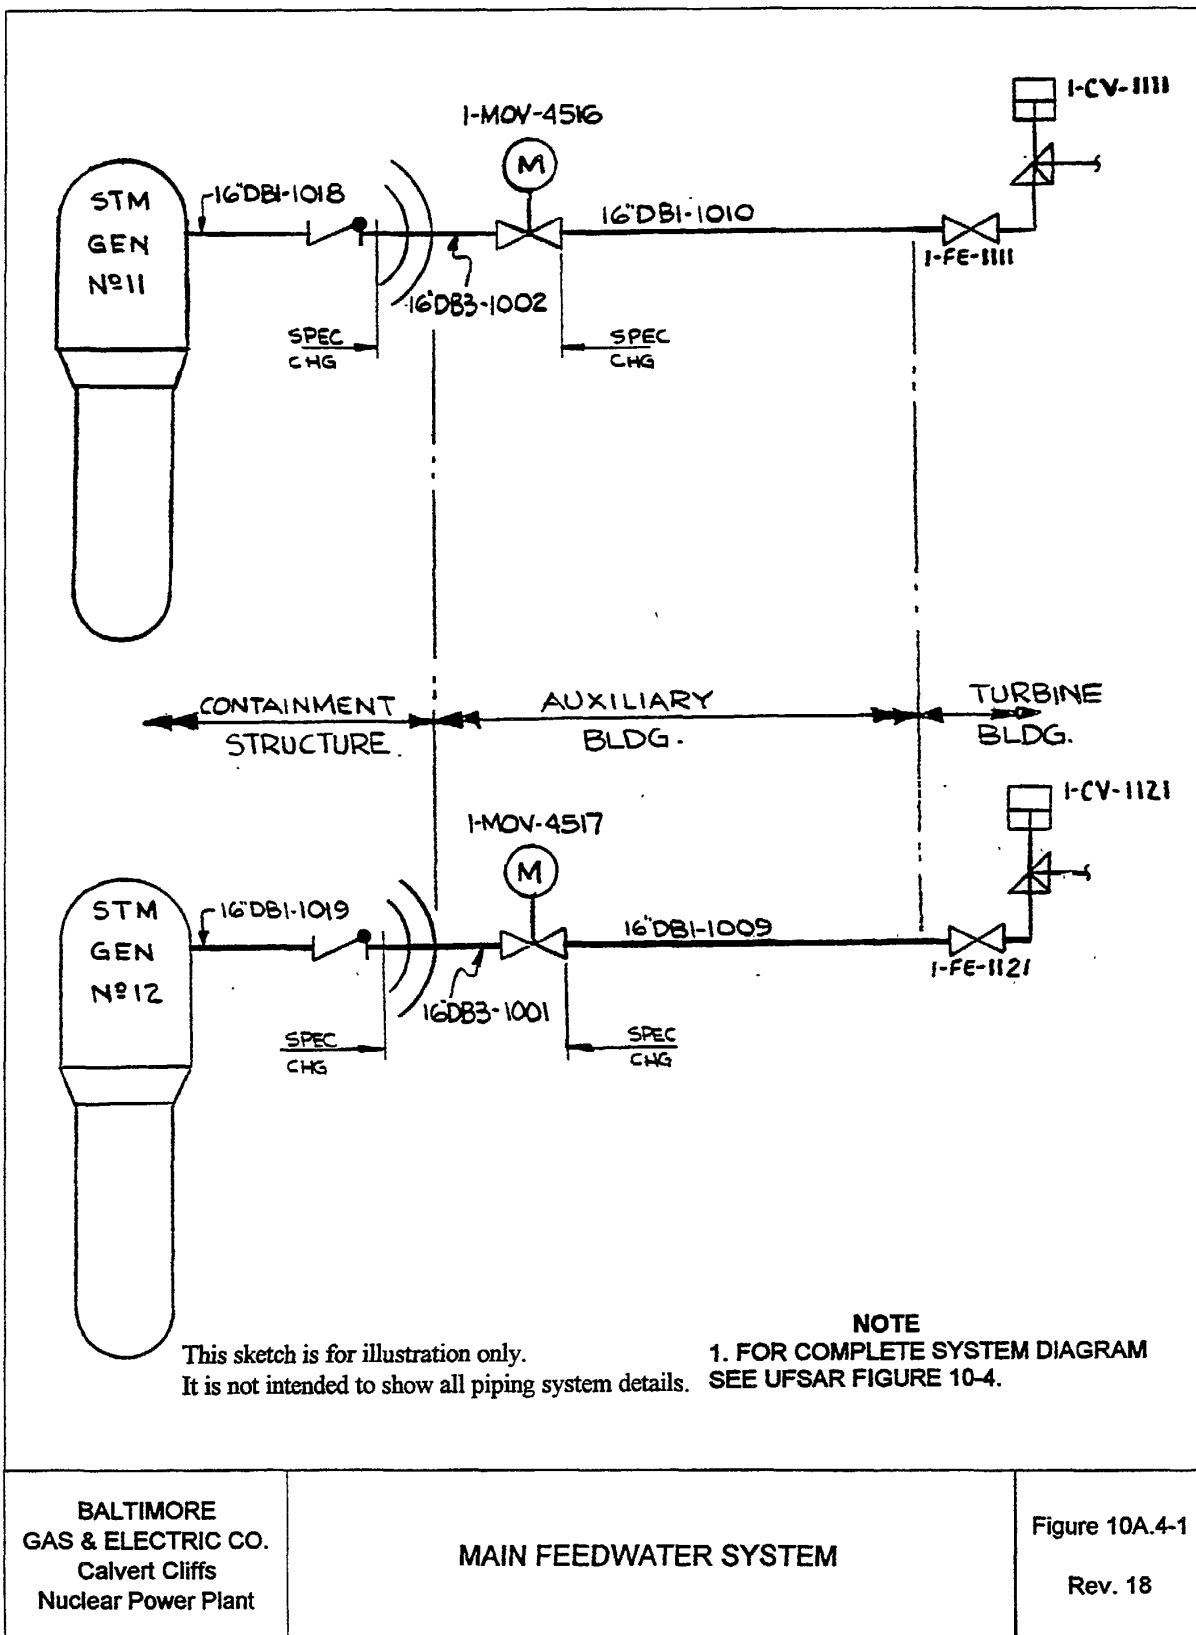 1-CV-1111
1-MOV-4516
M
STM
GEN
Nº11
16"DB1-1018
16"DB1-1010
1-FE-1111
16"DB3-1002
SPEC
CHG
SPEC
CHG
CONTAINMENT
STRUCTURE.
AUXILIARY
BLDG.
TURBINE
BLDG.
1-CV-1121
1-MOV-4517
M
STM
GEN
Nº12
16"DB1-1019
16"DB1-1009
1-FE-1121
16"DB3-1001
SPEC
CHG
SPEC
CHG
This sketch is for illustration only.
It is not intended to show all piping system details.
NOTE
1. FOR COMPLETE SYSTEM DIAGRAM
SEE UFSAR FIGURE 10-4.
BALTIMORE
GAS & ELECTRIC CO.
Calvert Cliffs
Nuclear Power Plant
MAIN FEEDWATER SYSTEM
Figure 10A.4-1
Rev. 18